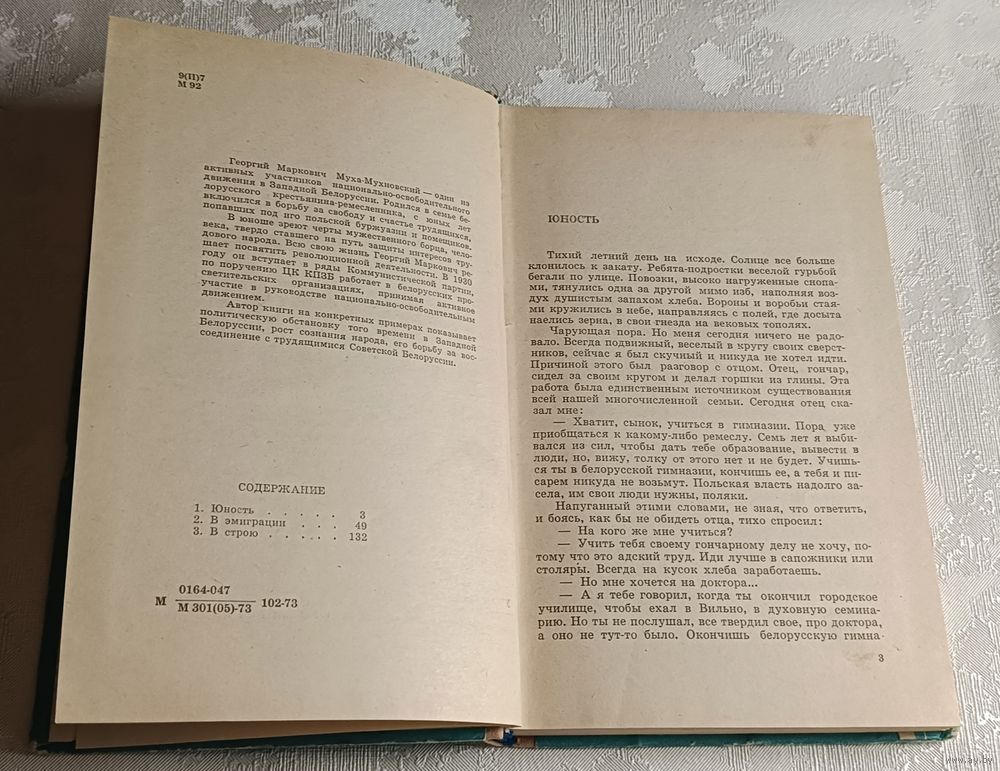 9(П)7
М 92
Георгий Маркович Муха-Мухновский — один из
активных участников национально-освободительного
движения в Западной Белоруссии. Родился в семье бе-
лорусского крестьянина-ремесленника, с юных лет
включился в борьбу за свободу и счастье трудящихся,
попавших под иго польской буржуазии и помещиков.
В юноше зреют черты мужественного борца, чело-
века, твердо ставшего на путь защиты интересов тру-
дового народа. Всю свою жизнь Георгий Маркович ре-
шает посвятить революционной деятельности. В 1930
году он вступает в ряды Коммунистической партии,
по поручению ЦК КПЗБ работает в белорусских про-
светительских организациях, принимая активное
участие в руководстве национально-освободительным
движением.
Автор книги на конкретных примерах показывает
политическую обстановку того времени в Западной
Белоруссии, рост сознания народа, его борьбу за вос-
соединение с трудящимися Советской Белоруссии.
СОДЕРЖАНИЕ
1. Юность . . . . . 3
2. В эмиграции . . . 49
3. В строю . . . . . 132
М 0164-047
М 301(05)-73 102-73
ЮНОСТЬ
Тихий летний день на исходе. Солнце все больше
клонилось к закату. Ребята-подростки веселой гурьбой
бегали по улице. Повозки, высоко нагруженные снопа-
ми, тянулись одна за другой мимо изб, наполняя воз-
дух душистым запахом хлеба. Вороны и воробьи стая-
ми кружились в небе, направляясь с полей, где досыта
наелись зерна, в свои гнезда на вековых тополях.
Чарующая пора. Но меня сегодня ничего не радо-
вало. Всегда подвижный, веселый в кругу своих сверст-
ников, сейчас я был скучный и никуда не хотел идти.
Причиной этого был разговор с отцом. Отец, гончар,
сидел за своим кругом и делал горшки из глины. Эта
работа была единственным источником существования
всей нашей многочисленной семьи. Сегодня отец ска-
зал мне:
— Хватит, сынок, учиться в гимназии. Пора уже
приобщаться к какому-либо ремеслу. Семь лет я выби-
вался из сил, чтобы дать тебе образование, вывести в
люди, но, вижу, толку от этого нет и не будет. Учишь-
ся ты в белорусской гимназии, кончишь ее, а тебя и пи-
сарем никуда не возьмут. Польская власть надолго за-
села, им свои люди нужны, поляки.
Напуганный этими словами, не зная, что ответить,
и боясь, как бы не обидеть отца, тихо спросил:
— На кого же мне учиться?
— Учить тебя своему гончарному делу не хочу, по-
тому что это адский труд. Иди лучше в сапожники или
столяры. Всегда на кусок хлеба заработаешь.
— Но мне хочется на доктора...
— А я тебе говорил, когда ты окончил городское
училище, чтобы ехал в Вильно, в духовную семина-
рию. Но ты не послушал, все твердил свое, про доктора,
а оно не тут-то было. Окончишь белорусскую гимна-
3
www.ay.by